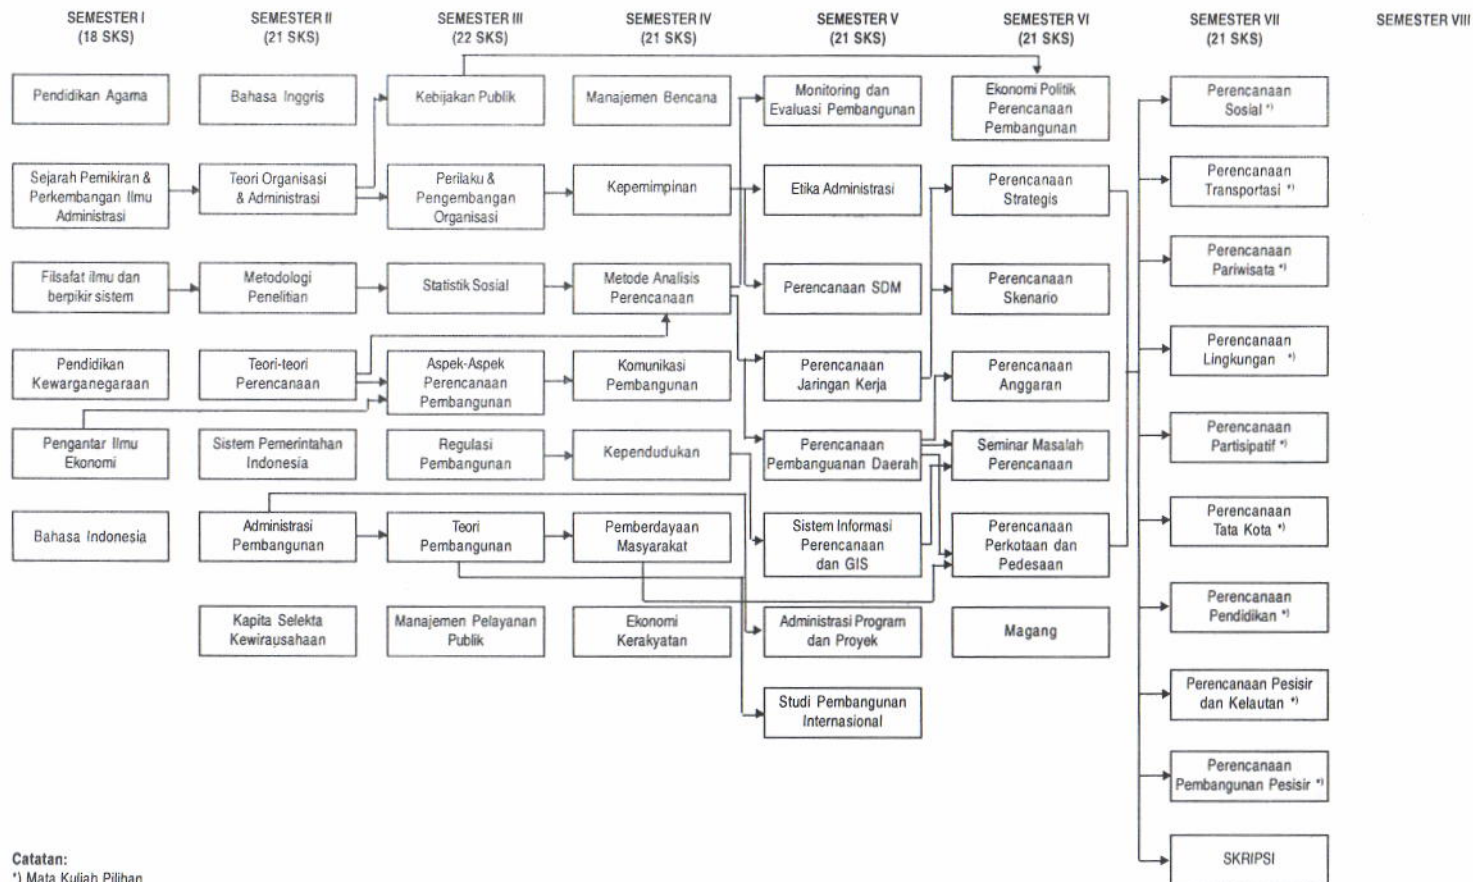 SEMESTER I
(18 SKS)
SEMESTER II
(21 SKS)
SEMESTER III
(22 SKS)
SEMESTER IV
(21 SKS)
SEMESTER V
(21 SKS)
SEMESTER VI
(21 SKS)
SEMESTER VII
(21 SKS)
SEMESTER VIII
Pendidikan Agama
Bahasa Inggris
Kebijakan Publik
Manajemen Bencana
Monitoring dan
Evaluasi Pembangunan
Ekonomi Politik
Perencanaan
Pembangunan
Perencanaan
Sosial *)
Sejarah Pemikiran &
Perkembangan Ilmu
Administrasi
Teori Organisasi
& Administrasi
Perilaku &
Pengembangan
Organisasi
Kepemimpinan
Etika Administrasi
Perencanaan
Strategis
Perencanaan
Transportasi *)
Filsafat ilmu dan
berpikir sistem
Metodologi
Penelitian
Statistik Sosial
Metode Analisis
Perencanaan
Perencanaan SDM
Perencanaan
Skenario
Perencanaan
Pariwisata *)
Pendidikan
Kewarganegaraan
Teori-teori
Perencanaan
Aspek-Aspek
Perencanaan
Pembangunan
Komunikasi
Pembangunan
Perencanaan
Jaringan Kerja
Perencanaan
Anggaran
Perencanaan
Lingkungan *)
Pengantar Ilmu
Ekonomi
Sistem Pemerintahan
Indonesia
Regulasi
Pembangunan
Kependudukan
Perencanaan
Pembanguanan Daerah
Seminar Masalah
Perencanaan
Perencanaan
Partisipatif *)
Bahasa Indonesia
Administrasi
Pembangunan
Teori
Pembangunan
Pemberdayaan
Masyarakat
Sistem Informasi
Perencanaan
dan GIS
Perencanaan
Perkotaan dan
Pedesaan
Perencanaan
Tata Kota *)
Kapita Selekta
Kewirausahaan
Manajemen Pelayanan
Publik
Ekonomi
Kerakyatan
Administrasi Program
dan Proyek
Magang
Perencanaan
Pendidikan *)
Studi Pembangunan
Internasional
Perencanaan Pesisir
dan Kelautan *)
Perencanaan
Pembangunan Pesisir *)
SKRIPSI
Catatan:
*) Mata Kuliah Pilihan